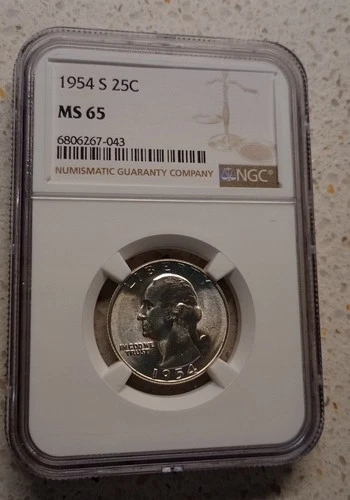 1954 S 25C
MS 65
6806267-043
NUMISMATIC GUARANTY COMPANY
NGC®
LIBERTY
IN GOD WE
TRUST
1954